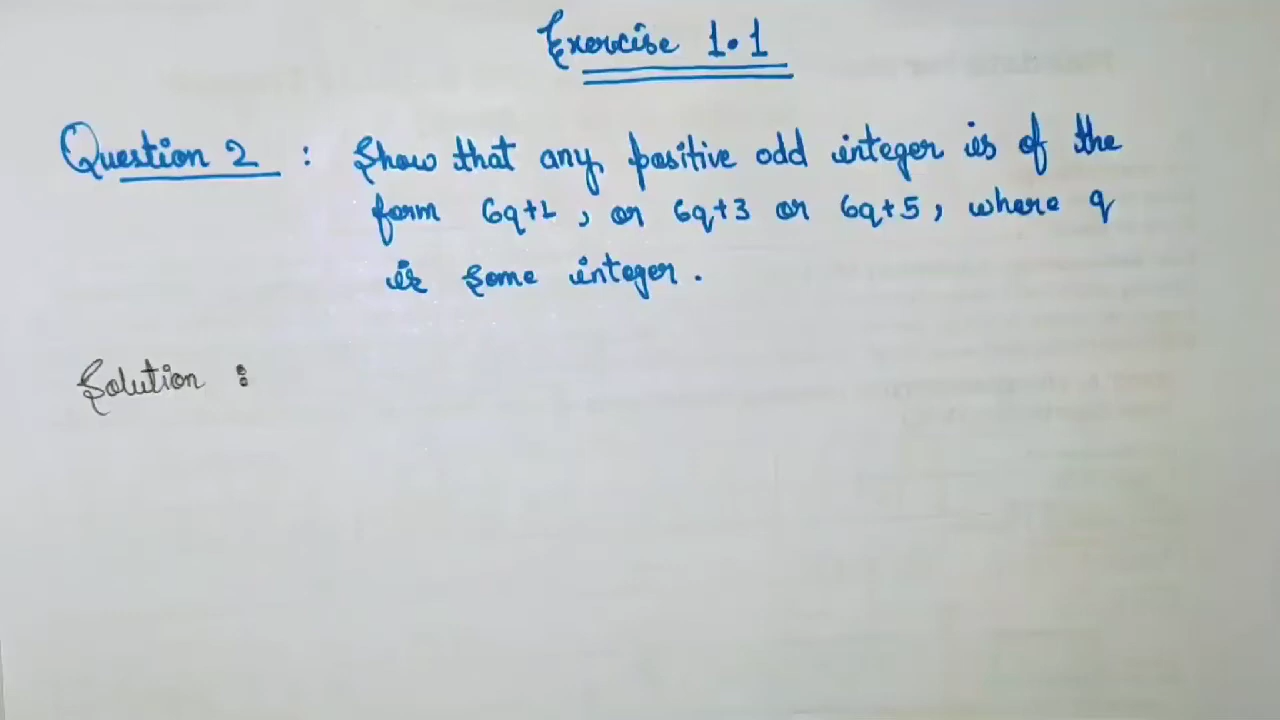 Exercise 1.1
Question 2 : Show that any positive odd integer is of the
form 6q+1, or 6q+3 or 6q+5, where q
is some integer.
Solution :